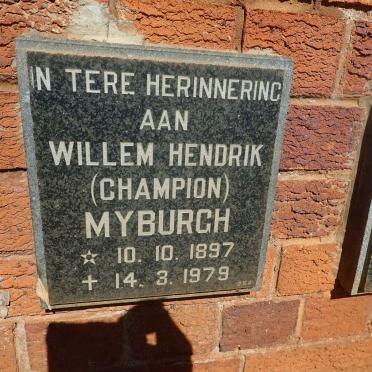 IN TERE HERINNERING
AAN
WILLEM HENDRIK
(CHAMPION)
MYBURGH
☆ 10. 10. 1897
✝ 14. 3. 1979